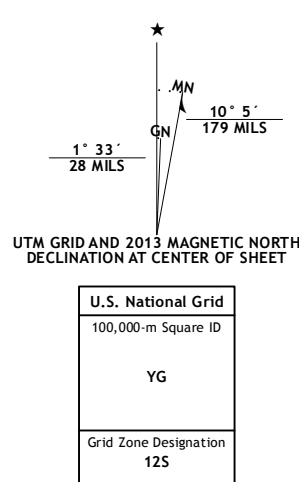 ★
MN
GN
10° 5´
179 MILS
1° 33´
28 MILS
UTM GRID AND 2013 MAGNETIC NORTH
DECLINATION AT CENTER OF SHEET
U.S. National Grid
100,000-m Square ID
YG
Grid Zone Designation
12S